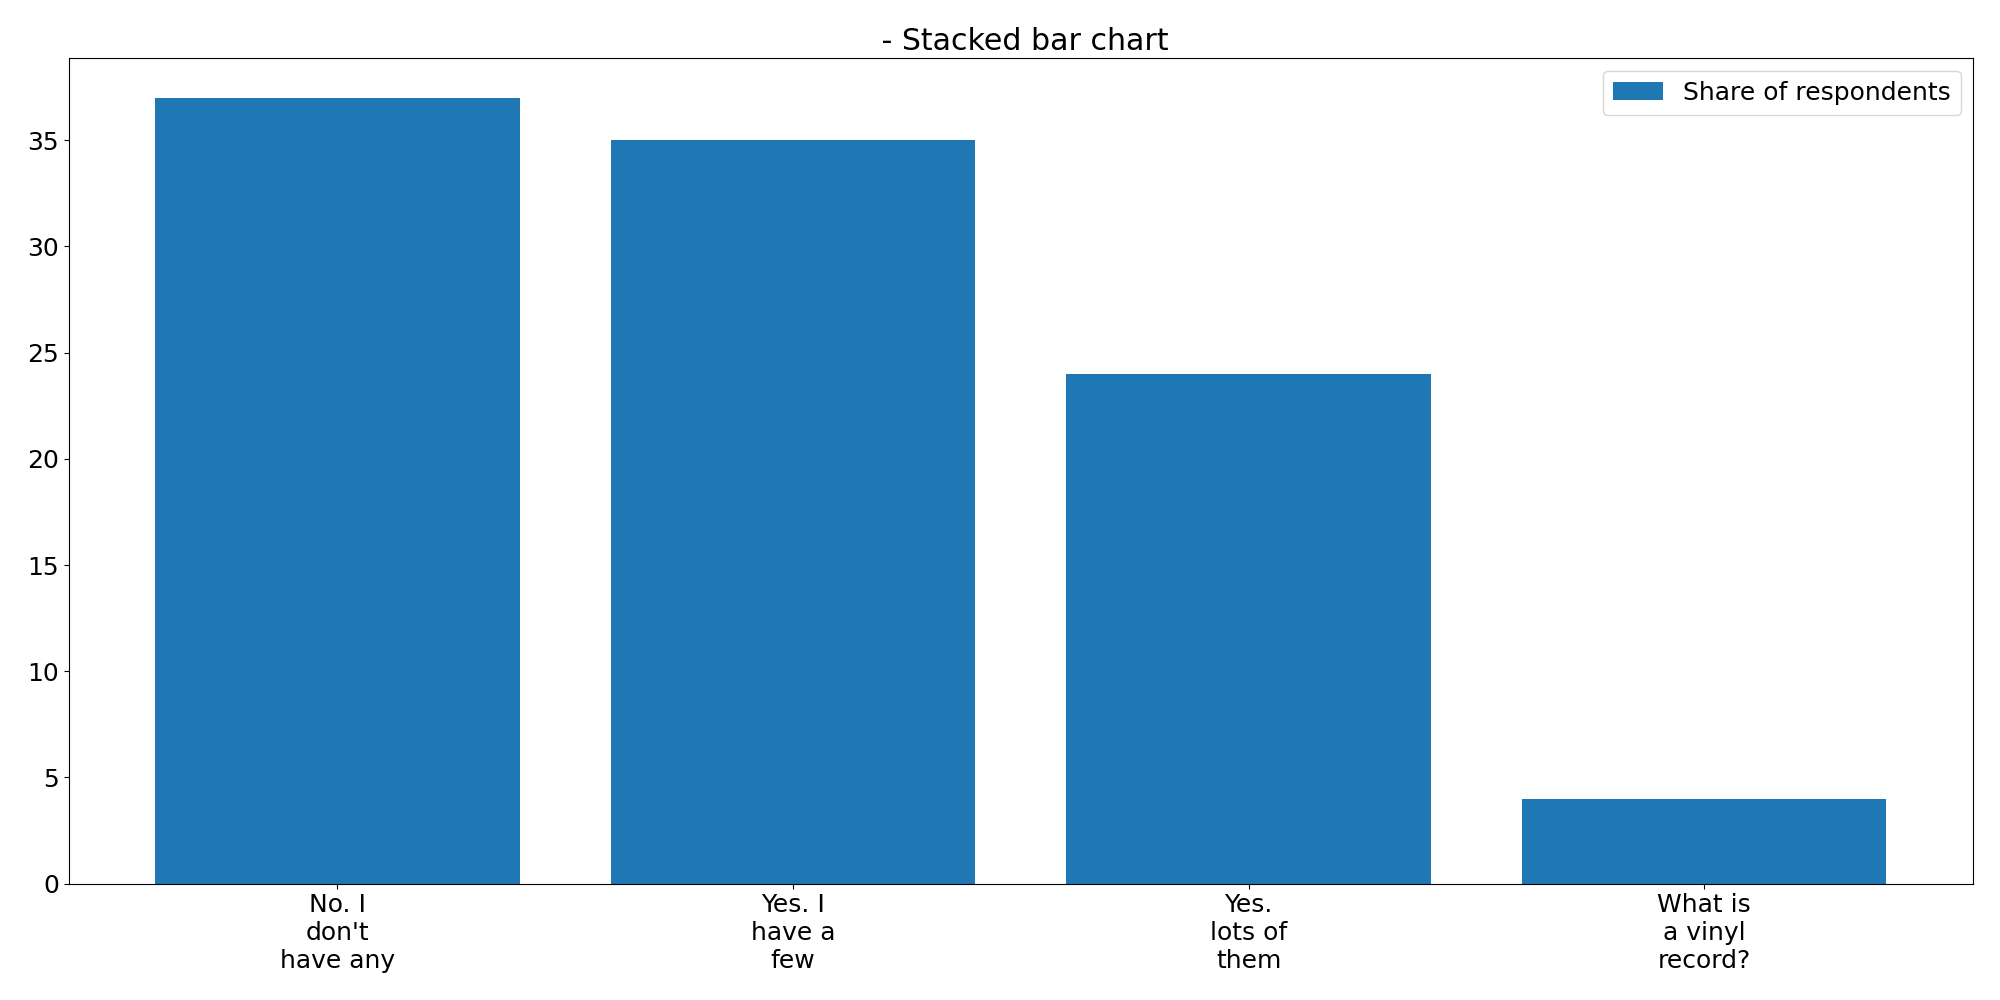 - Stacked bar chart
Share of respondents
35
30
25
20
15
10
5
0
No. I
don't
have any
Yes. I
have a
few
Yes.
lots of
them
What is
a vinyl
record?